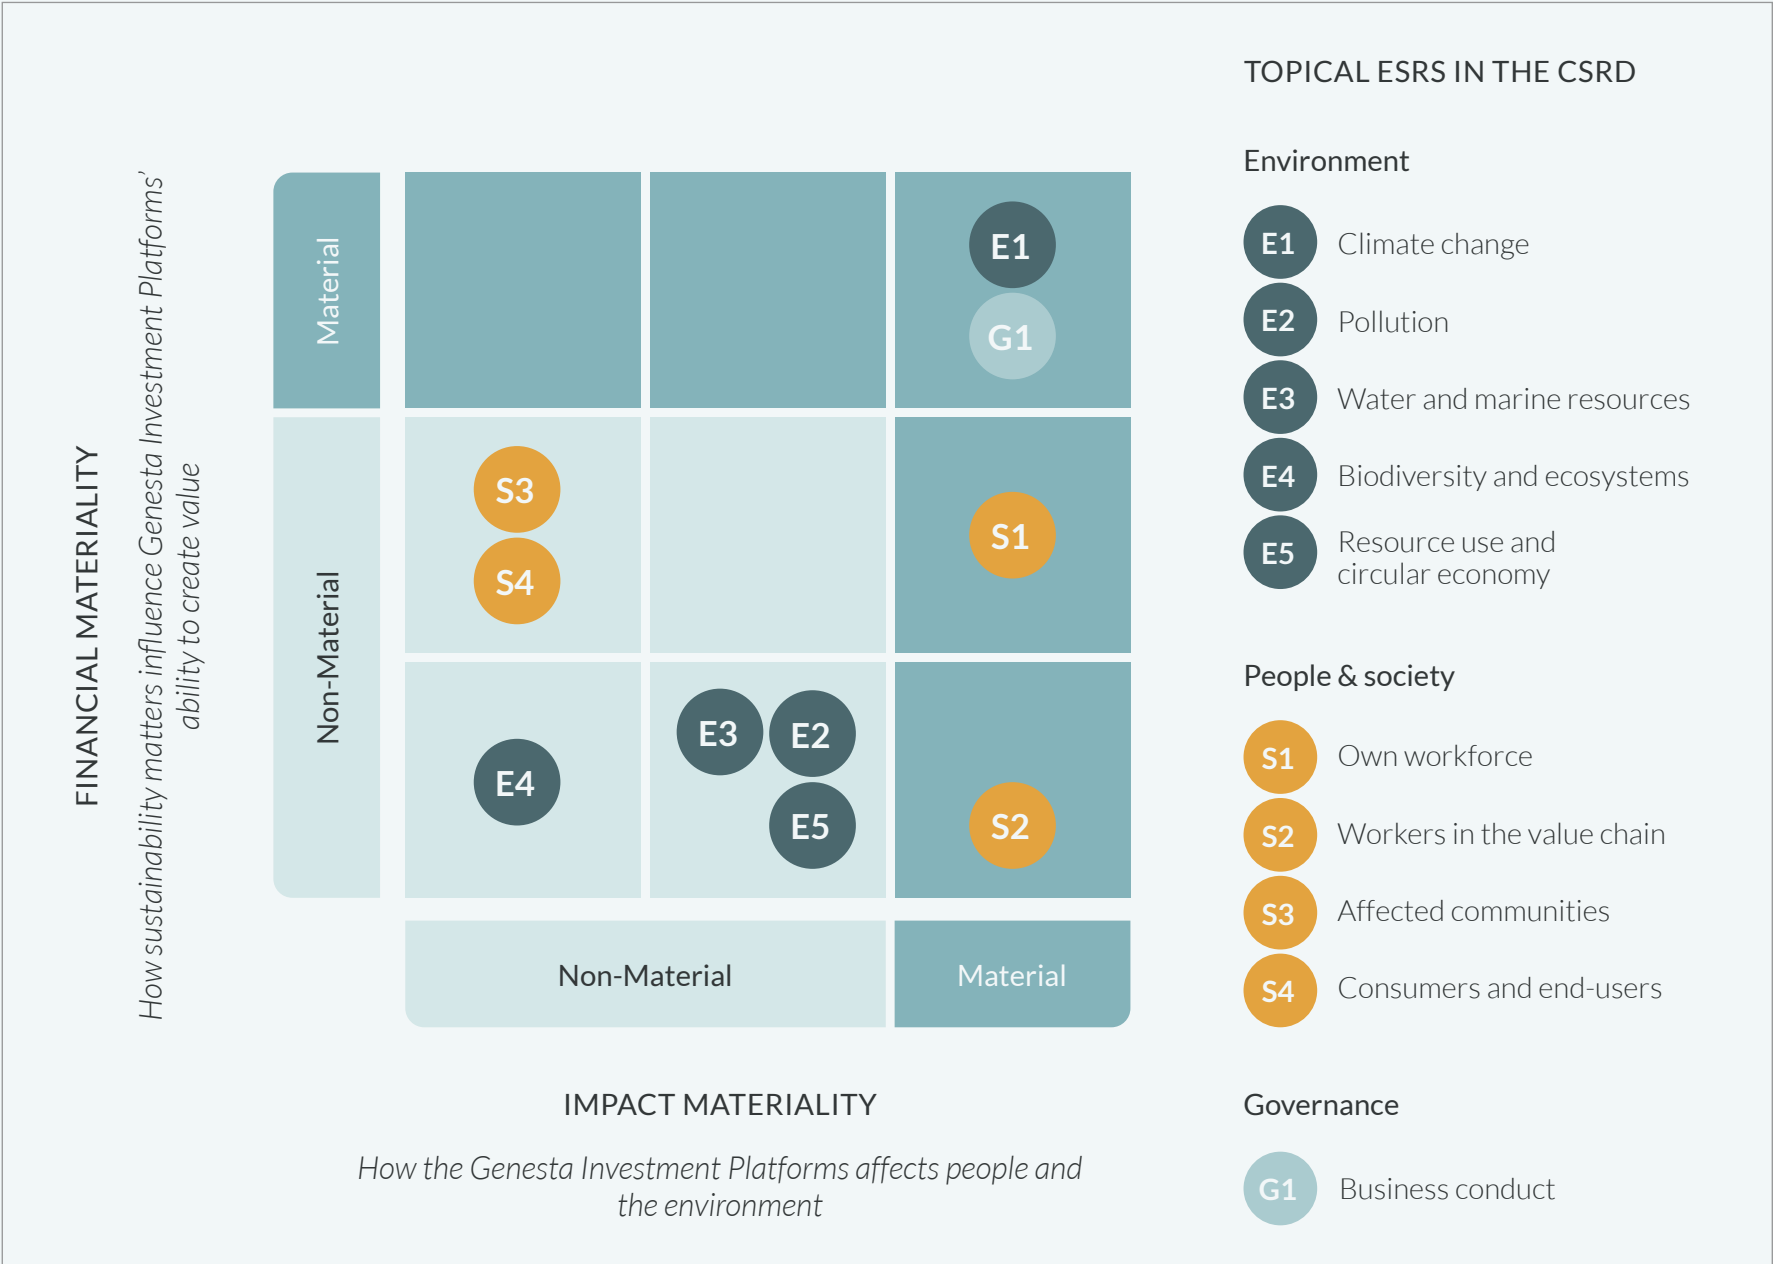 FINANCIAL MATERIALITY
How sustainability matters influence Genesta Investment Platforms’
ability to create value
Material
Non-Material
E1
G1
S3
S4
S1
E4
E3
E2
E5
S2
Non-Material
Material
IMPACT MATERIALITY
How the Genesta Investment Platforms affects people and
the environment
TOPICAL ESRS IN THE CSRD
Environment
E1 Climate change
E2 Pollution
E3 Water and marine resources
E4 Biodiversity and ecosystems
E5 Resource use and
circular economy
People & society
S1 Own workforce
S2 Workers in the value chain
S3 Affected communities
S4 Consumers and end-users
Governance
G1 Business conduct